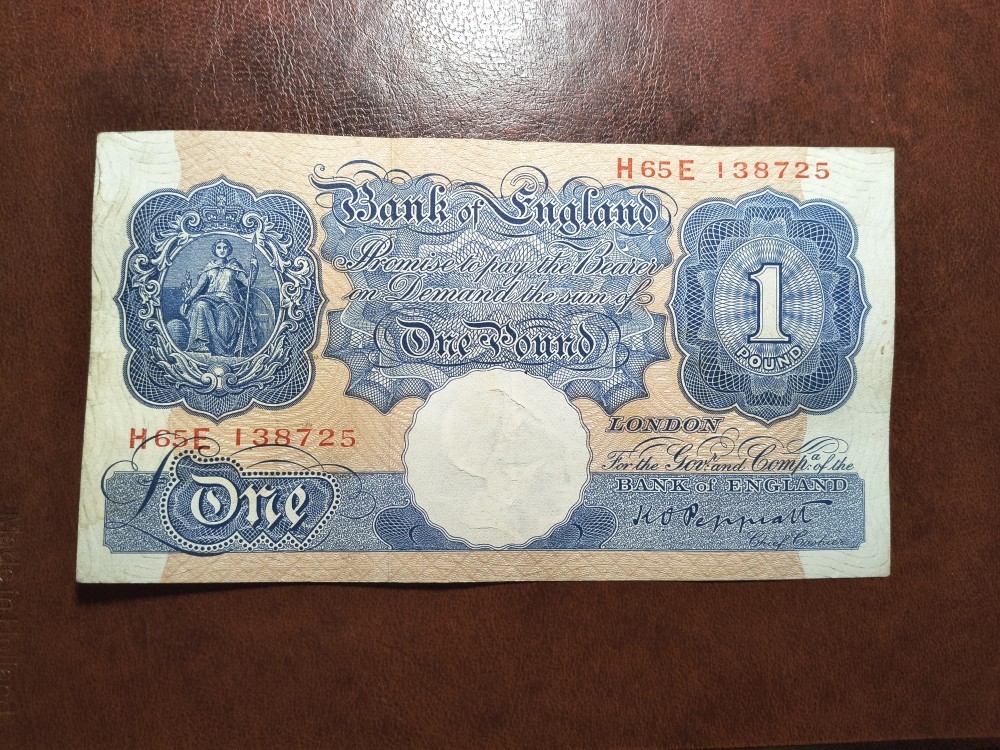 H65E 138725
Bank of England
Promise to pay the Bearer
on Demand the sum of
One Pound
1
POUND
1
H65E 138725
£One
LONDON
For the Govr. and Compa. of the
BANK of ENGLAND
K O Peppiatt
Chief Cashier